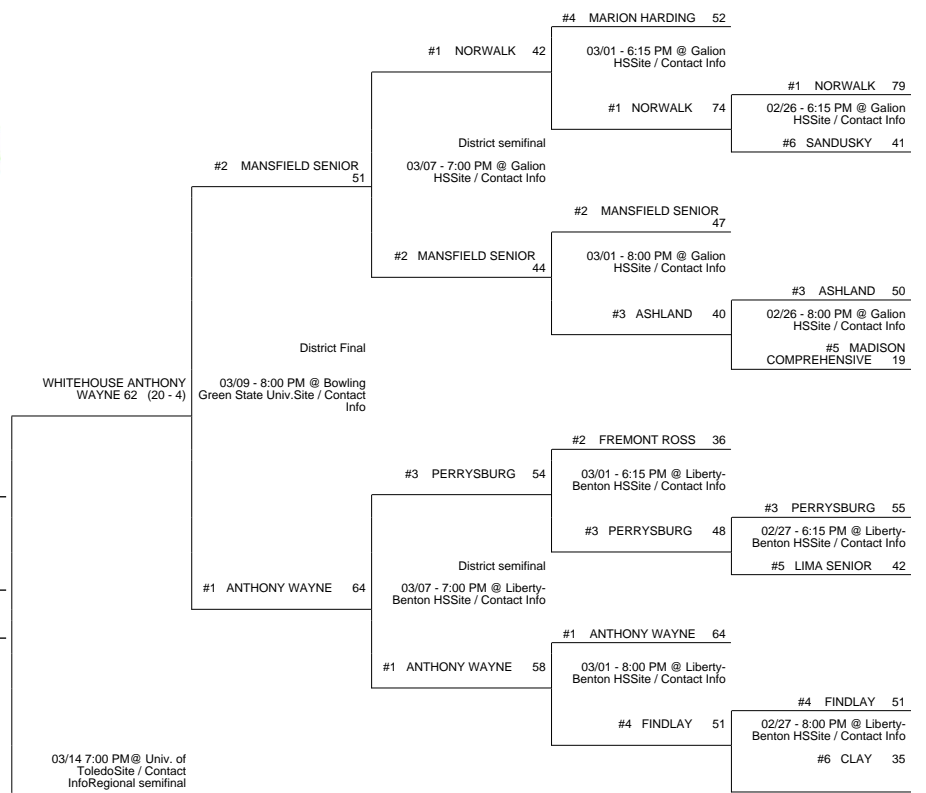 #4 MARION HARDING 52
#1 NORWALK 42
03/01 - 6:15 PM @ Galion
HSSite / Contact Info
#1 NORWALK 79
#1 NORWALK 74
02/26 - 6:15 PM @ Galion
HSSite / Contact Info
District semifinal
#6 SANDUSKY 41
#2 MANSFIELD SENIOR
51
03/07 - 7:00 PM @ Galion
HSSite / Contact Info
#2 MANSFIELD SENIOR
47
#2 MANSFIELD SENIOR
44
03/01 - 8:00 PM @ Galion
HSSite / Contact Info
#3 ASHLAND 50
#3 ASHLAND 40
02/26 - 8:00 PM @ Galion
HSSite / Contact Info
District Final
#5 MADISON
COMPREHENSIVE 19
WHITEHOUSE ANTHONY
WAYNE 62 (20 - 4)
03/09 - 8:00 PM @ Bowling
Green State Univ.Site / Contact
Info
#2 FREMONT ROSS 36
#3 PERRYSBURG 54
03/01 - 6:15 PM @ Liberty-
Benton HSSite / Contact Info
#3 PERRYSBURG 55
#3 PERRYSBURG 48
02/27 - 6:15 PM @ Liberty-
Benton HSSite / Contact Info
District semifinal
#5 LIMA SENIOR 42
#1 ANTHONY WAYNE 64
03/07 - 7:00 PM @ Liberty-
Benton HSSite / Contact Info
#1 ANTHONY WAYNE 64
#1 ANTHONY WAYNE 58
03/01 - 8:00 PM @ Liberty-
Benton HSSite / Contact Info
#4 FINDLAY 51
#4 FINDLAY 51
02/27 - 8:00 PM @ Liberty-
Benton HSSite / Contact Info
#6 CLAY 35
03/14 7:00 PM@ Univ. of
ToledoSite / Contact
InfoRegional semifinal